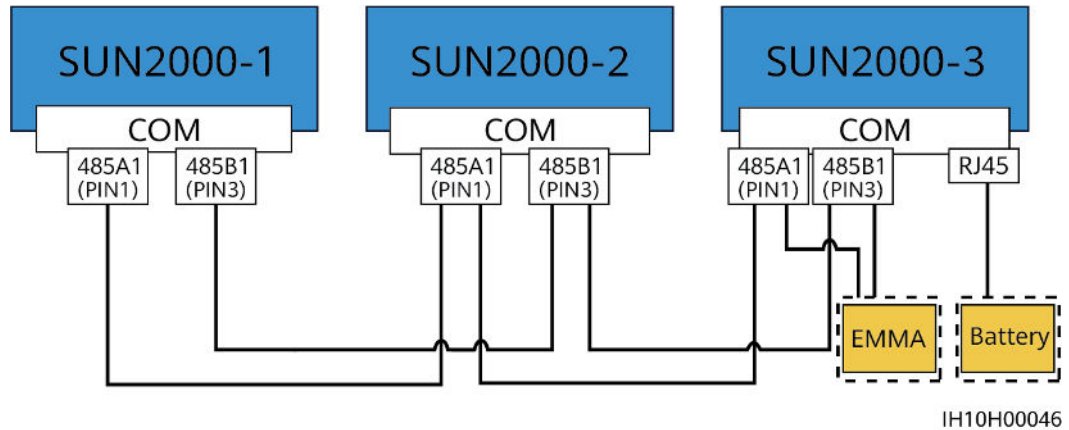 SUN2000-1
SUN2000-2
SUN2000-3
COM
COM
COM
485A1
(PIN1)
485B1
(PIN3)
485A1
(PIN1)
485B1
(PIN3)
485A1
(PIN1)
485B1
(PIN3)
RJ45
EMMA
Battery
IH10H00046